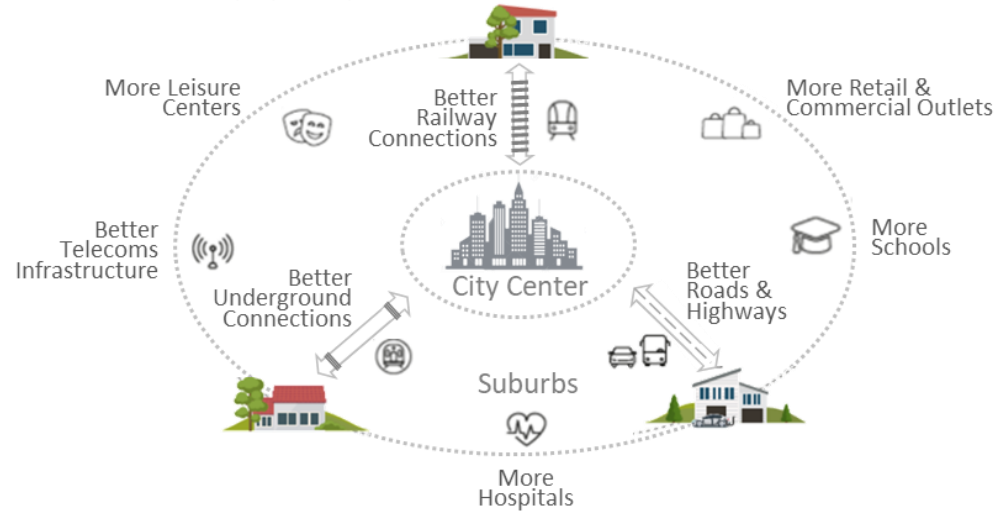 More Leisure
Centers
Better
Railway
Connections
More Retail &
Commercial Outlets
Better
Telecoms
Infrastructure
City Center
More
Schools
Better
Underground
Connections
Better
Roads &
Highways
Suburbs
More
Hospitals